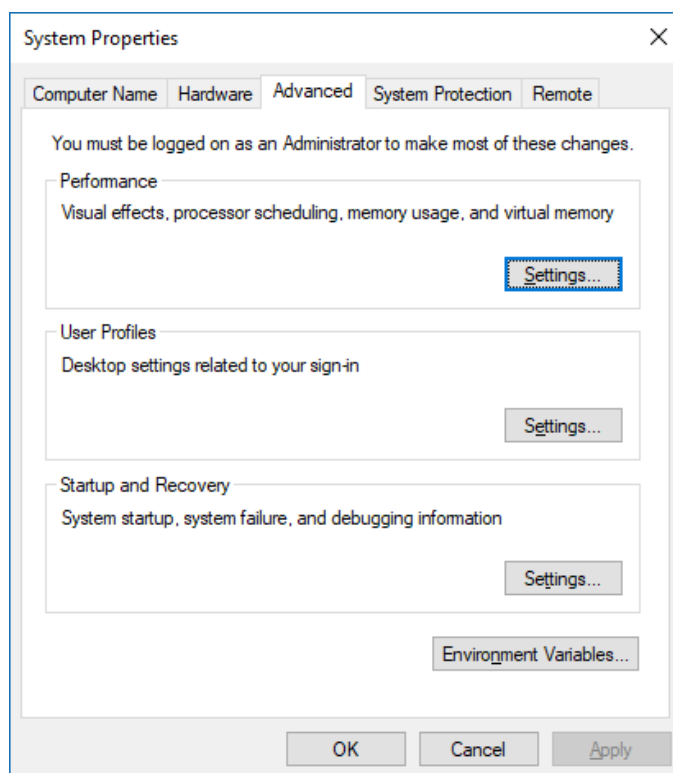 System Properties
Computer Name Hardware Advanced System Protection Remote
You must be logged on as an Administrator to make most of these changes.
Performance
Visual effects, processor scheduling, memory usage, and virtual memory
Settings...
User Profiles
Desktop settings related to your sign-in
Settings...
Startup and Recovery
System startup, system failure, and debugging information
Settings...
Environment Variables...
OK Cancel Apply